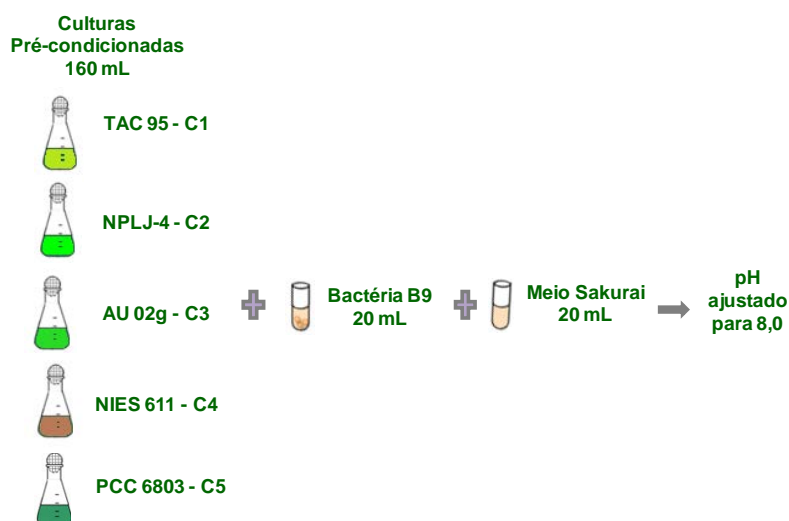 Culturas
Pré-condicionadas
160 mL
TAC 95 - C1
NPLJ-4 - C2
AU 02g - C3
Bactéria B9
20 mL
Meio Sakurai
20 mL
pH
ajustado
para 8,0
NIES 611 - C4
PCC 6803 - C5